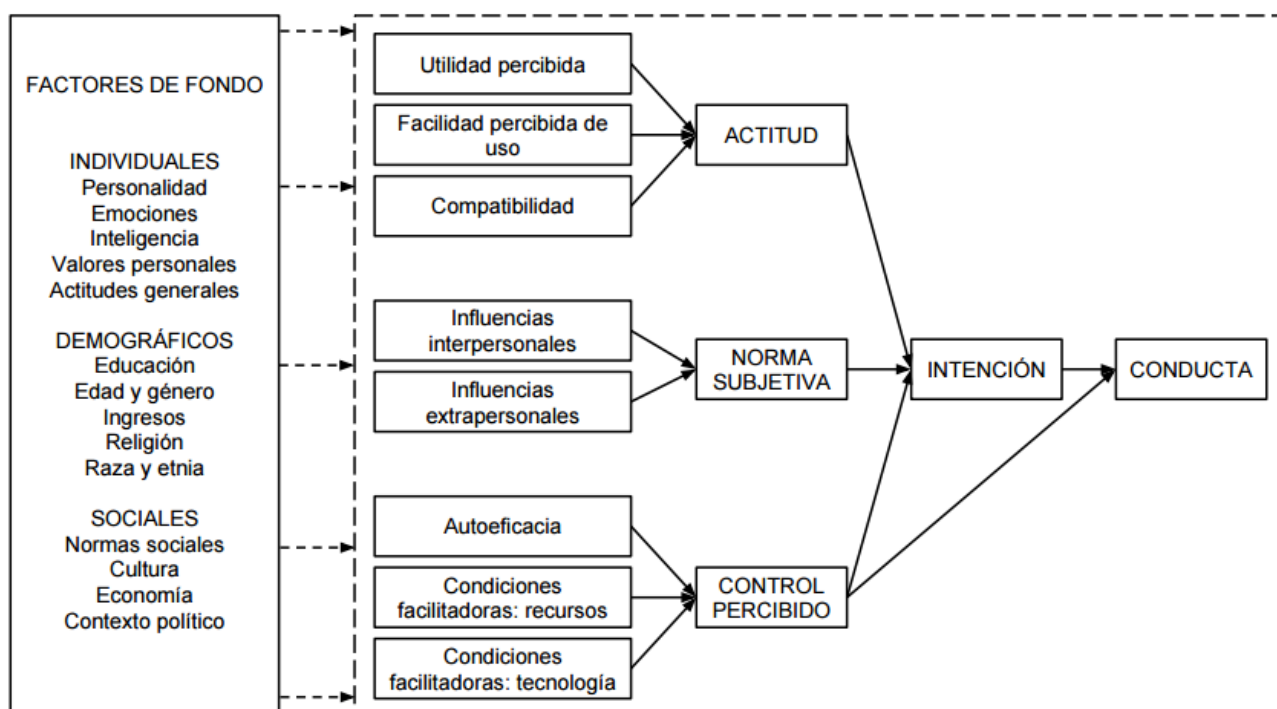 FACTORES DE FONDO
INDIVIDUALES
Personalidad
Emociones
Inteligencia
Valores personales
Actitudes generales
DEMOGRÁFICOS
Educación
Edad y género
Ingresos
Religión
Raza y etnia
SOCIALES
Normas sociales
Cultura
Economía
Contexto político
Utilidad percibida
Facilidad percibida de
uso
Compatibilidad
Influencias
interpersonales
Influencias
extrapersonales
Autoeficacia
Condiciones
facilitadoras: recursos
Condiciones
facilitadoras: tecnología
ACTITUD
NORMA
SUBJETIVA
CONTROL
PERCIBIDO
INTENCIÓN
CONDUCTA